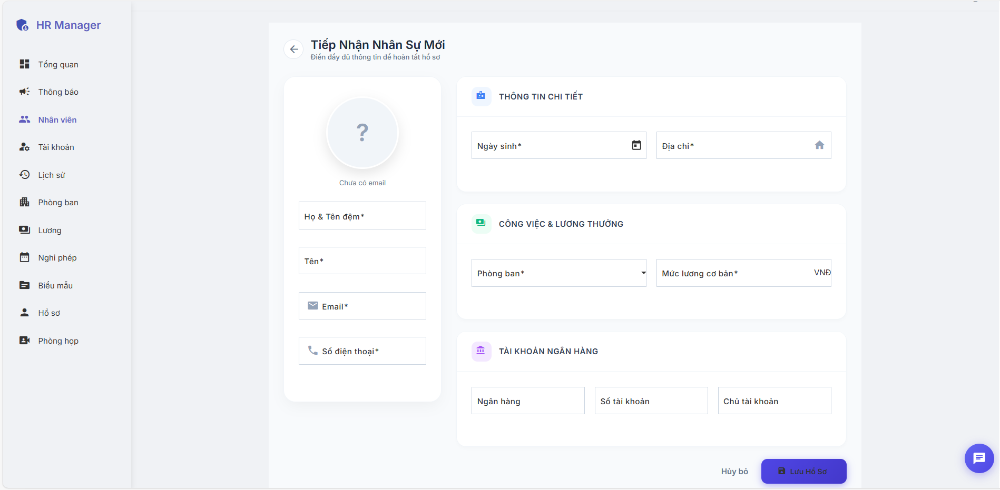 HR Manager
Tổng quan
Thông báo
Nhân viên
Tài khoản
Lịch sử
Phòng ban
Lương
Nghỉ phép
Biểu mẫu
Hồ sơ
Phòng họp
Tiếp Nhận Nhân Sự Mới
Điền đầy đủ thông tin để hoàn tất hồ sơ
?
Chưa có email
Họ & Tên đệm*
Tên*
Email*
Số điện thoại*
THÔNG TIN CHI TIẾT
Ngày sinh*
Địa chỉ*
CÔNG VIỆC & LƯƠNG THƯỞNG
Phòng ban*
Mức lương cơ bản*
VNĐ
TÀI KHOẢN NGÂN HÀNG
Ngân hàng
Số tài khoản
Chủ tài khoản
Hủy bỏ
Lưu Hồ Sơ